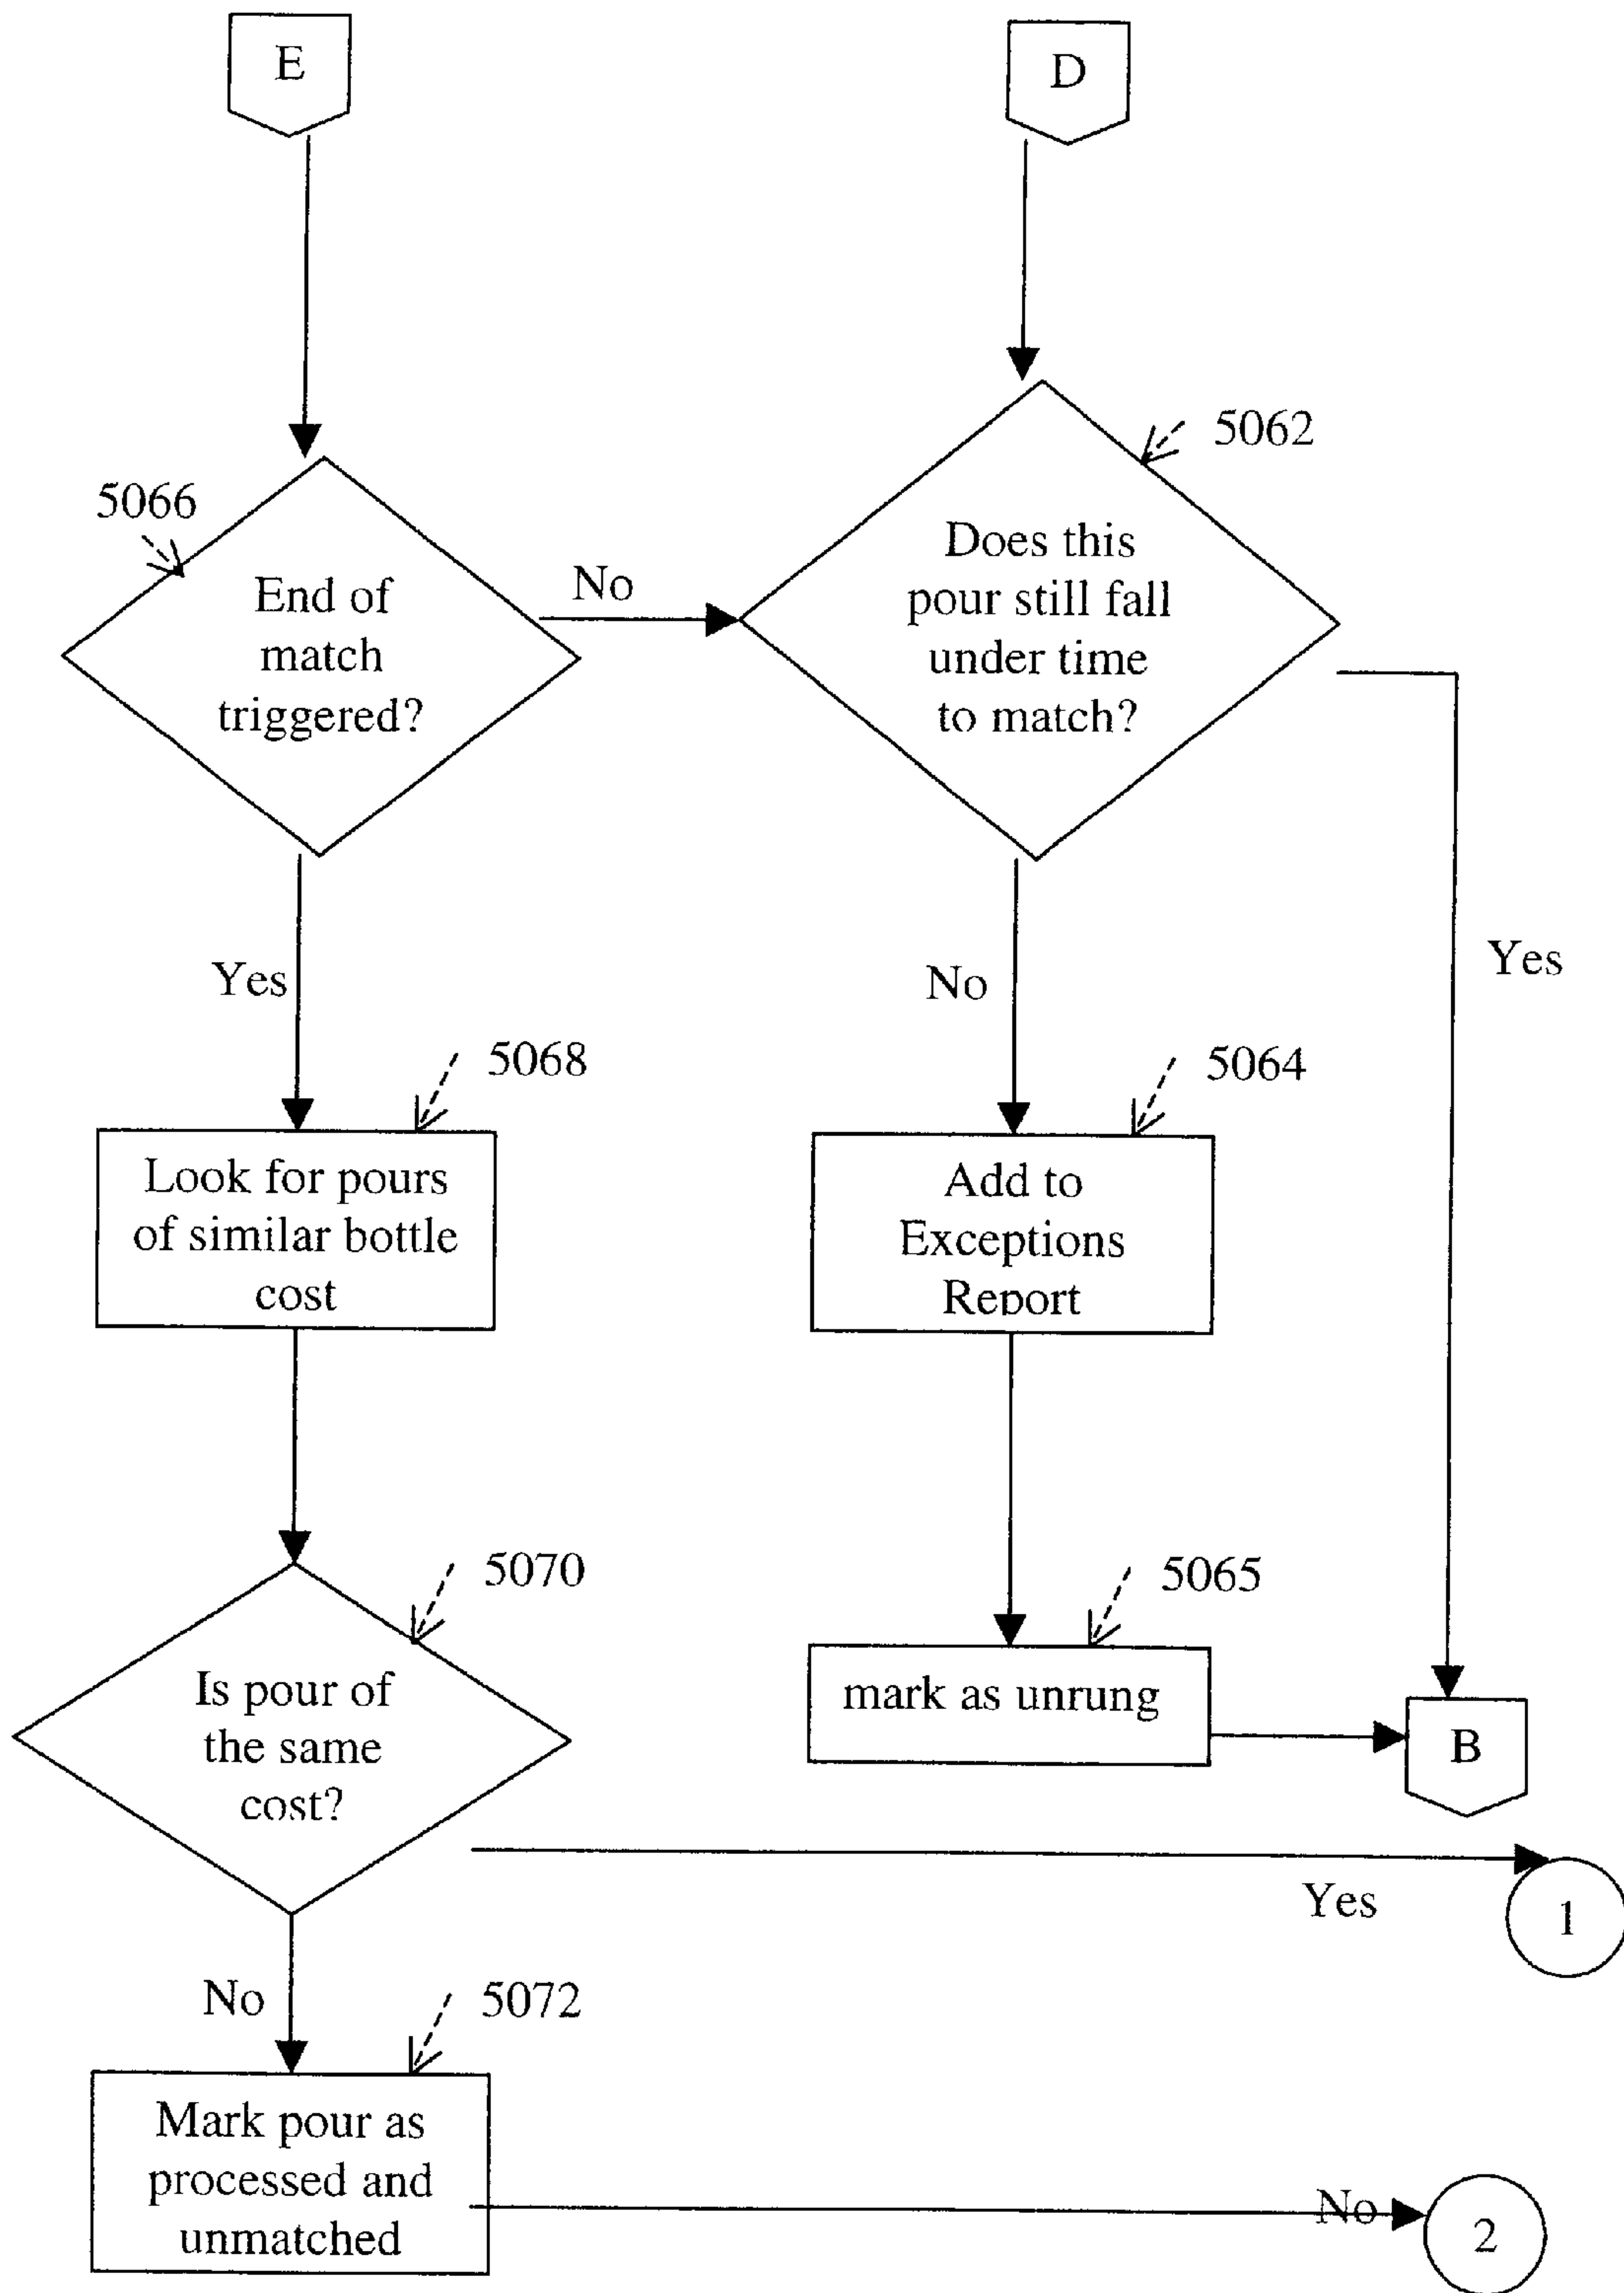 E
D
5062
5066
End of
match
triggered?
No
Does this
pour still fall
under time
to match?
Yes
No
Yes
5068
5064
Look for pours
of similar bottle
cost
Add to
Exceptions
Report
5070
5065
Is pour of
the same
cost?
mark as unrung
B
Yes
1
No
5072
Mark pour as
processed and
unmatched
No
2